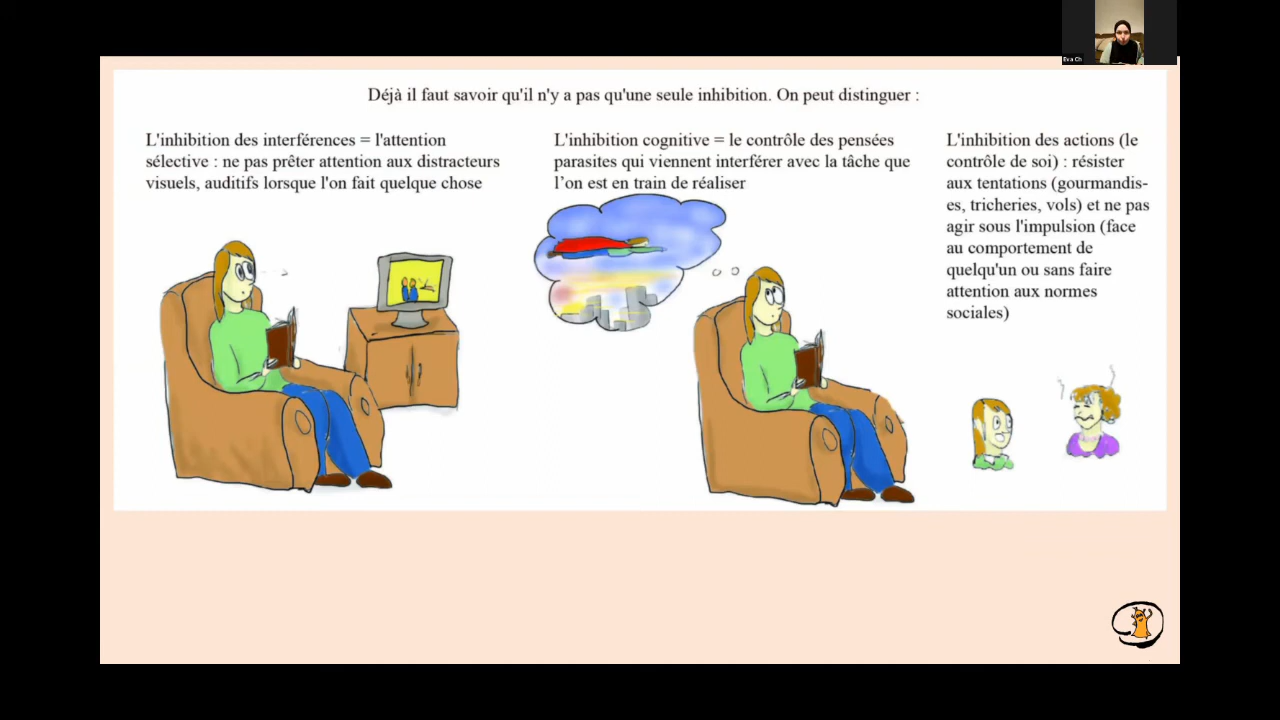 Eva Ch
Déjà il faut savoir qu'il n'y a pas qu'une seule inhibition. On peut distinguer :
L'inhibition des interférences = l'attention
sélective : ne pas prêter attention aux distracteurs
visuels, auditifs lorsque l'on fait quelque chose
L'inhibition cognitive = le contrôle des pensées
parasites qui viennent interférer avec la tâche que
l’on est en train de réaliser
L'inhibition des actions (le
contrôle de soi) : résister
aux tentations (gourmandis-
es, tricheries, vols) et ne pas
agir sous l'impulsion (face
au comportement de
quelqu'un ou sans faire
attention aux normes
sociales)